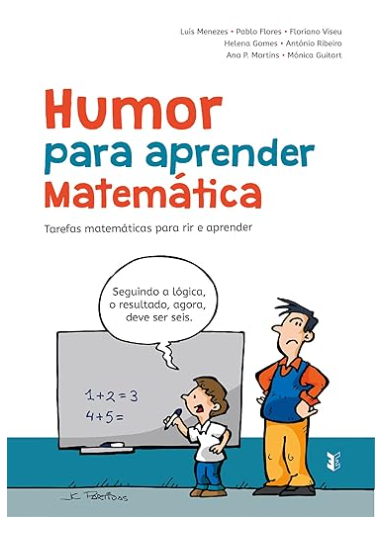 Luís Menezes • Pablo Flores • Floriano Viseu
Helena Gomes • António Ribeiro
Ana P. Martins • Mónica Guitart
Humor
para aprender
Matemática
Tarefas matemáticas para rir e aprender
Seguindo a lógica,
o resultado, agora,
deve ser seis.
1+2=3
4+5=